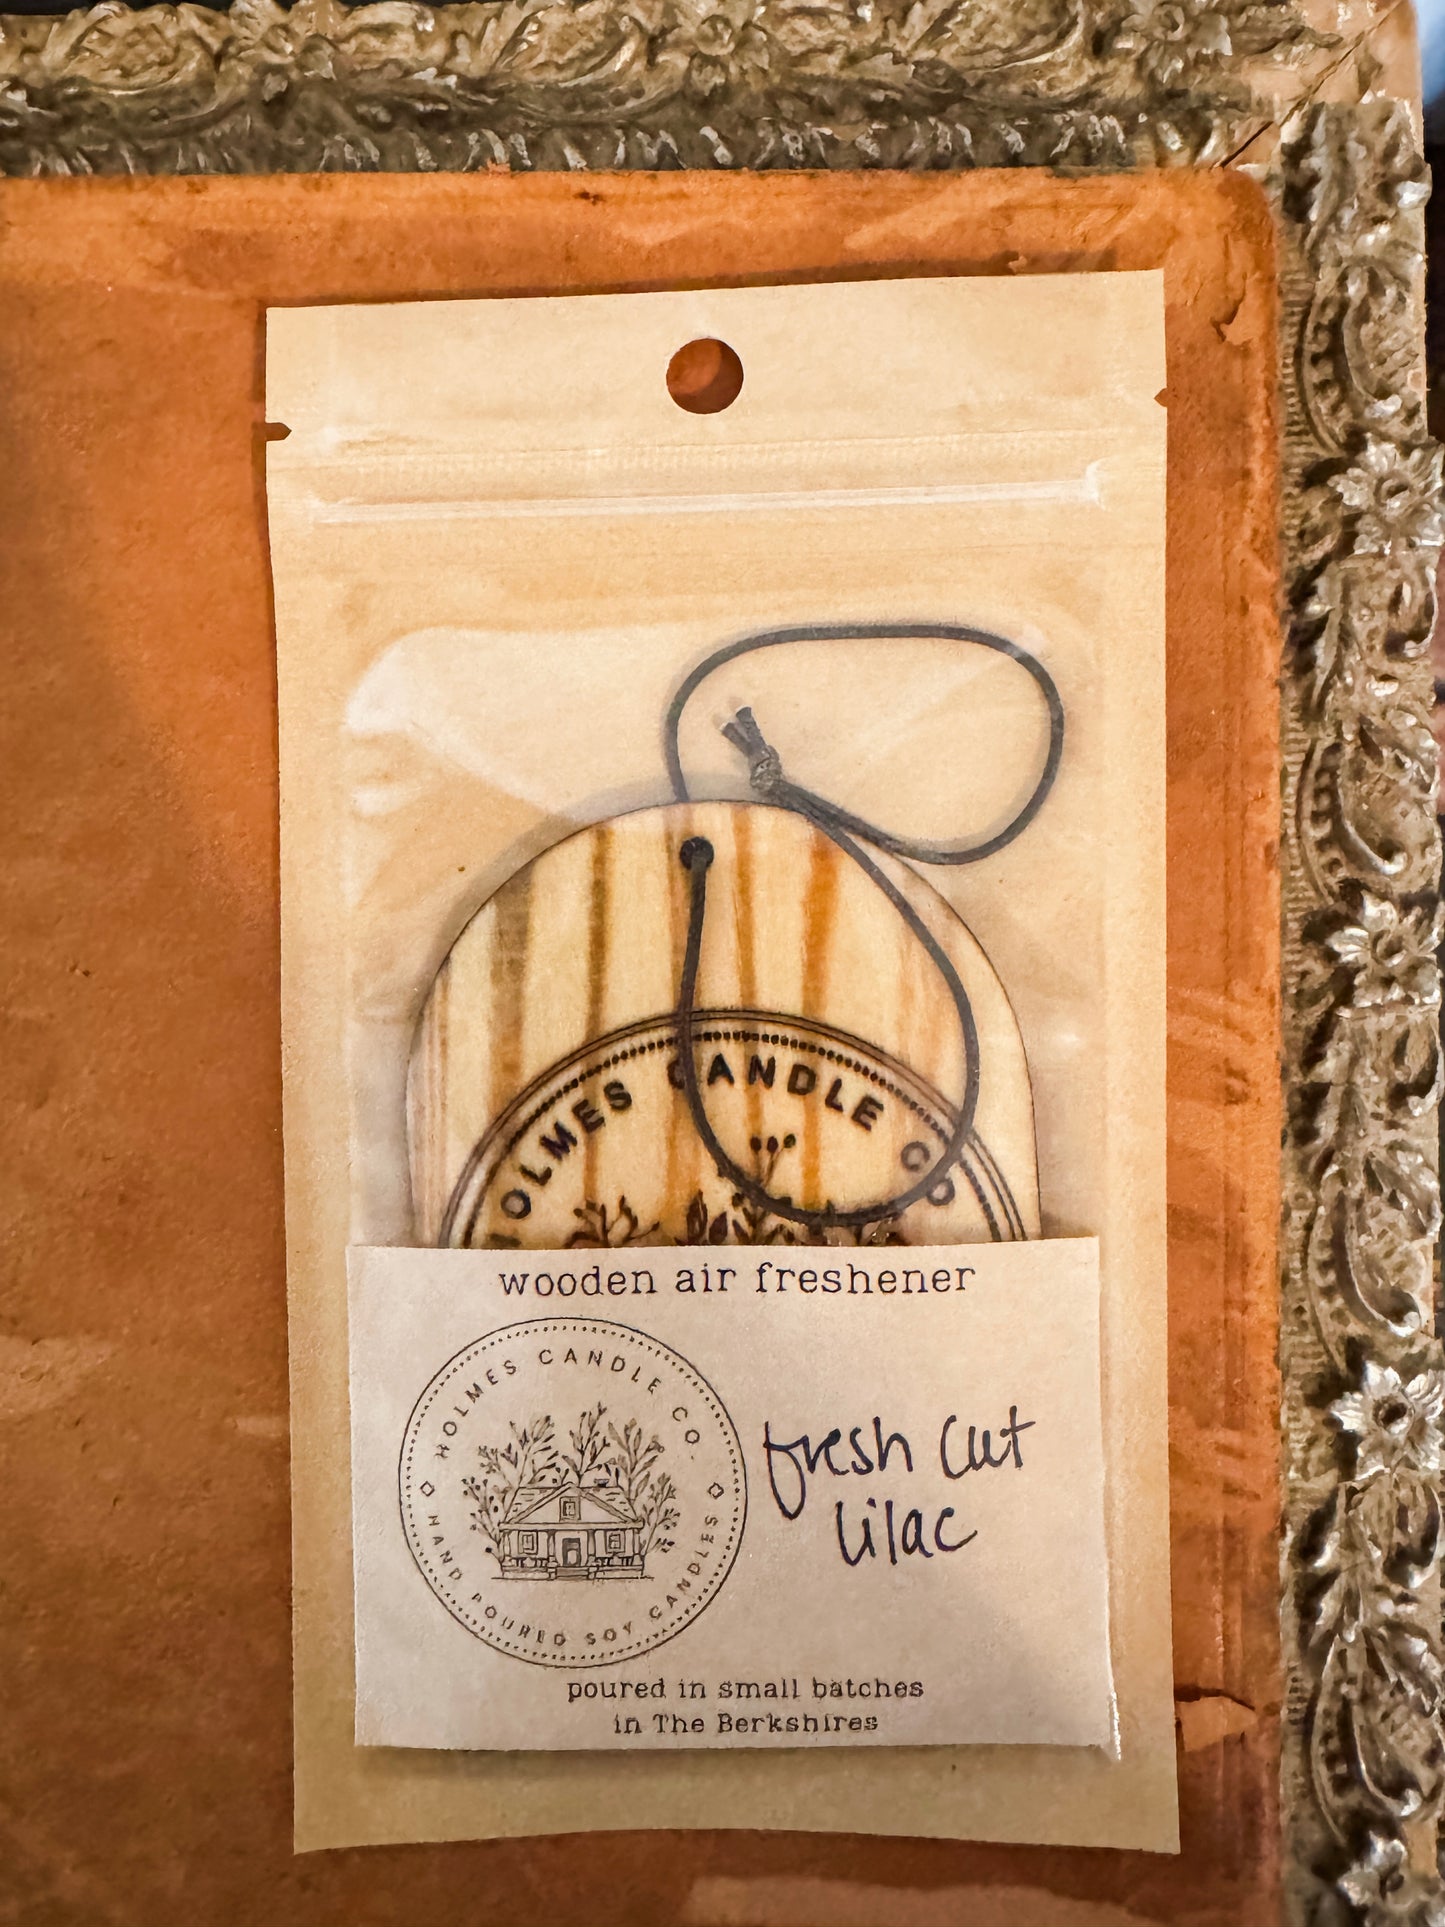 HOLMES CANDLE CO
wooden air freshener
HOLMES CANDLE CO.
HAND POURED SOY CANDLES
fresh cut
lilac
poured in small batches
in The Berkshires